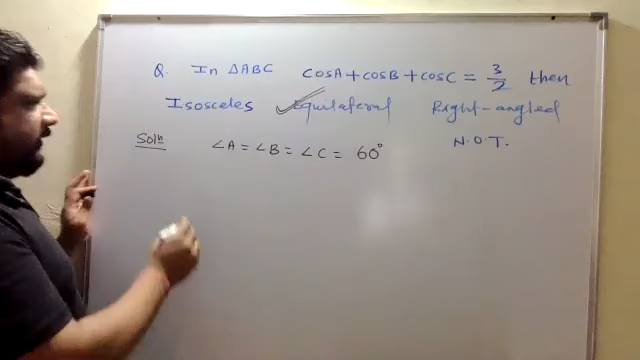 Q. In ΔABC cosA + cosB + cosC = 3/2 then
Isosceles ✓ equilateral Right-angled
N.O.T.
Solⁿ ∠A = ∠B = ∠C = 60°